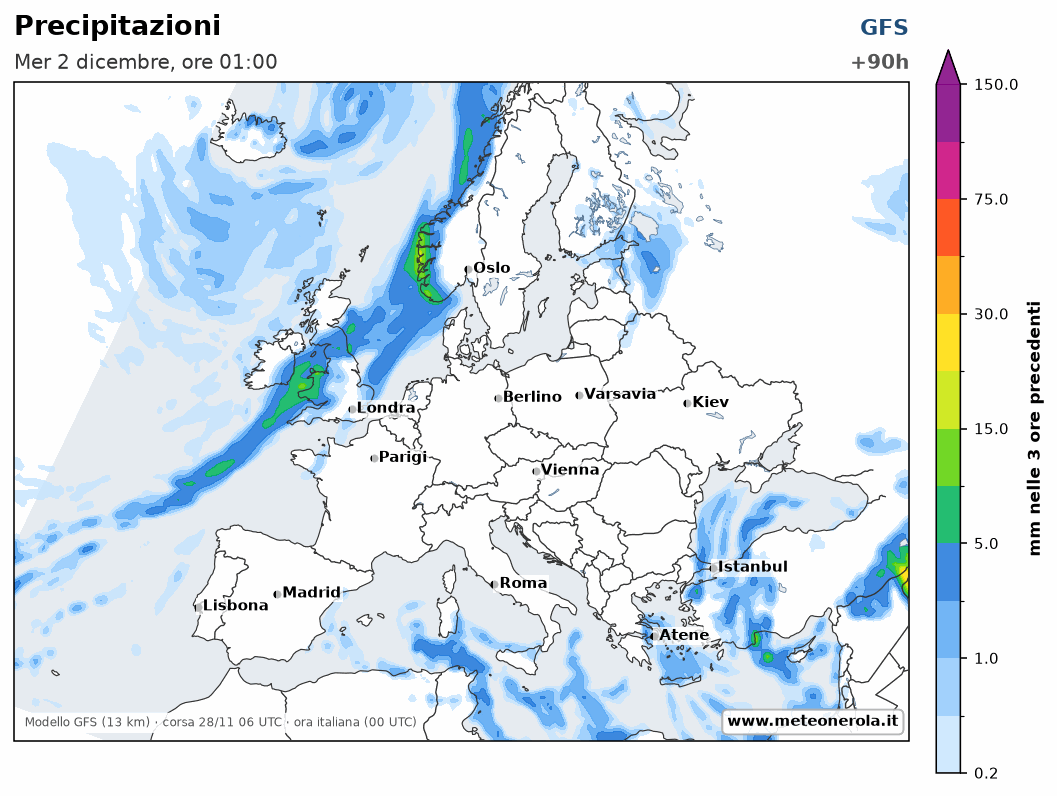 Precipitazioni
GFS
Mer 2 dicembre, ore 01:00
+90h
150.0
75.0
30.0
15.0
5.0
1.0
0.2
mm nelle 3 ore precedenti
Oslo
Berlino
Varsavia
Kiev
Londra
Parigi
Vienna
Istanbul
Roma
Madrid
Lisbona
Atene
Modello GFS (13 km) · corsa 28/11 06 UTC · ora italiana (00 UTC)
www.meteonerola.it